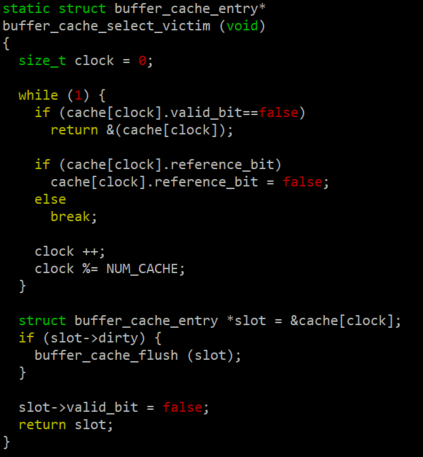 static struct buffer_cache_entry*
buffer_cache_select_victim (void)
{
  size_t clock = 0;

  while (1) {
    if (cache[clock].valid_bit==false)
      return &(cache[clock]);

    if (cache[clock].reference_bit)
      cache[clock].reference_bit = false;
    else
      break;

    clock ++;
    clock %= NUM_CACHE;
  }

  struct buffer_cache_entry *slot = &cache[clock];
  if (slot->dirty) {
    buffer_cache_flush (slot);
  }

  slot->valid_bit = false;
  return slot;
}